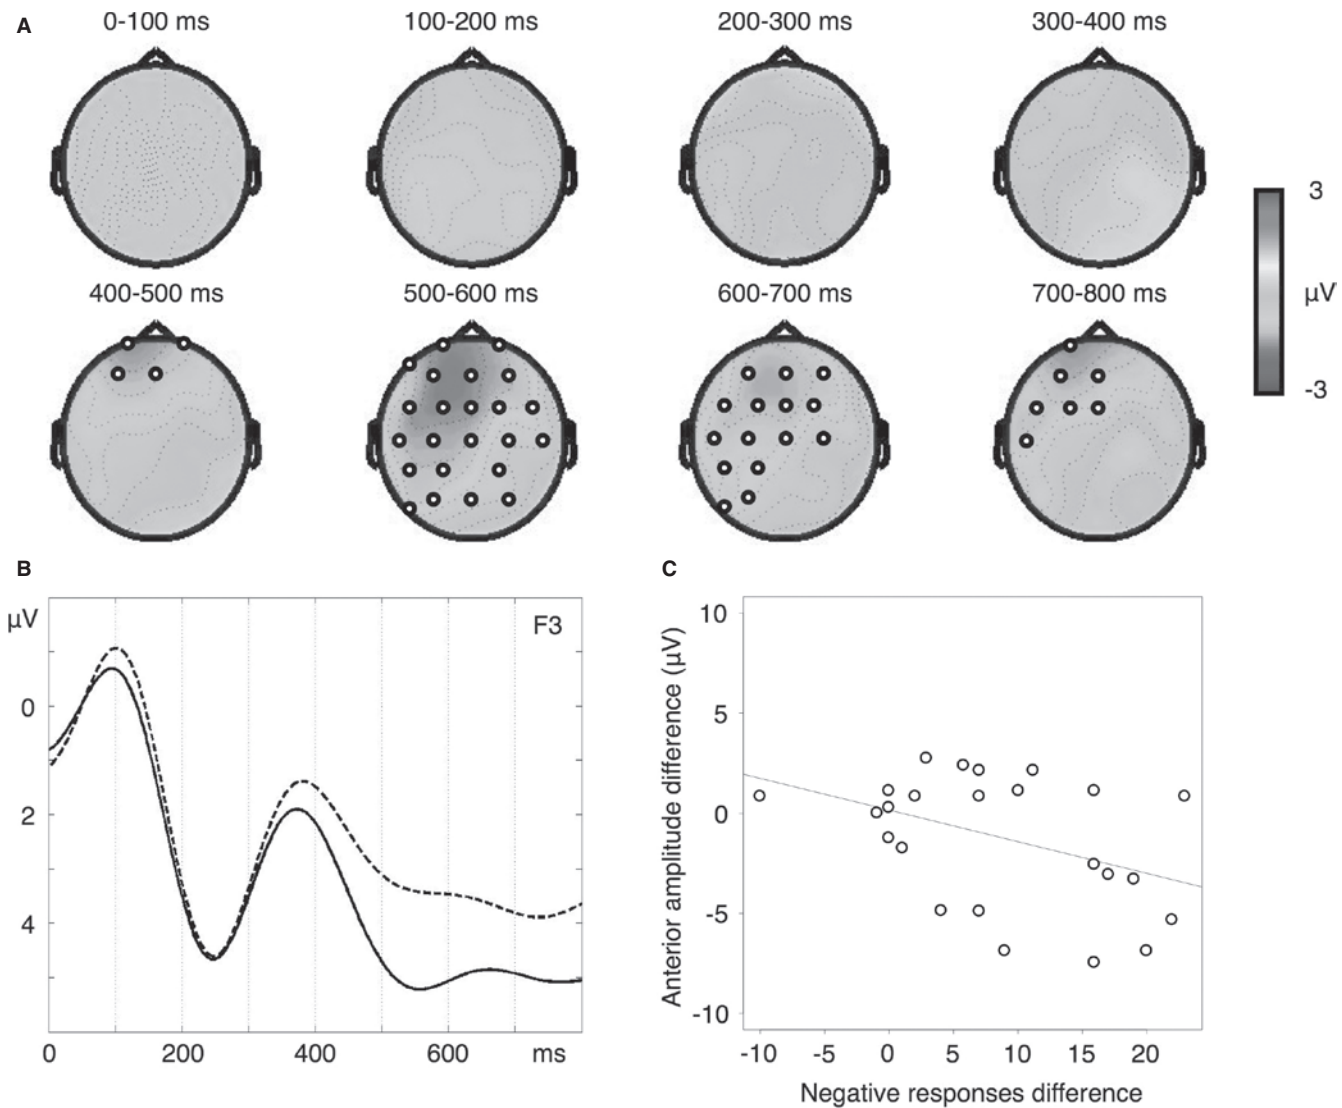 A
0-100 ms 100-200 ms 200-300 ms 300-400 ms
3
µV
-3
400-500 ms 500-600 ms 600-700 ms 700-800 ms
B
µV
F3
0
2
4
0 200 400 600 ms
C
Anterior amplitude difference (µV)
10
5
0
-5
-10
-10 -5 0 5 10 15 20
Negative responses difference